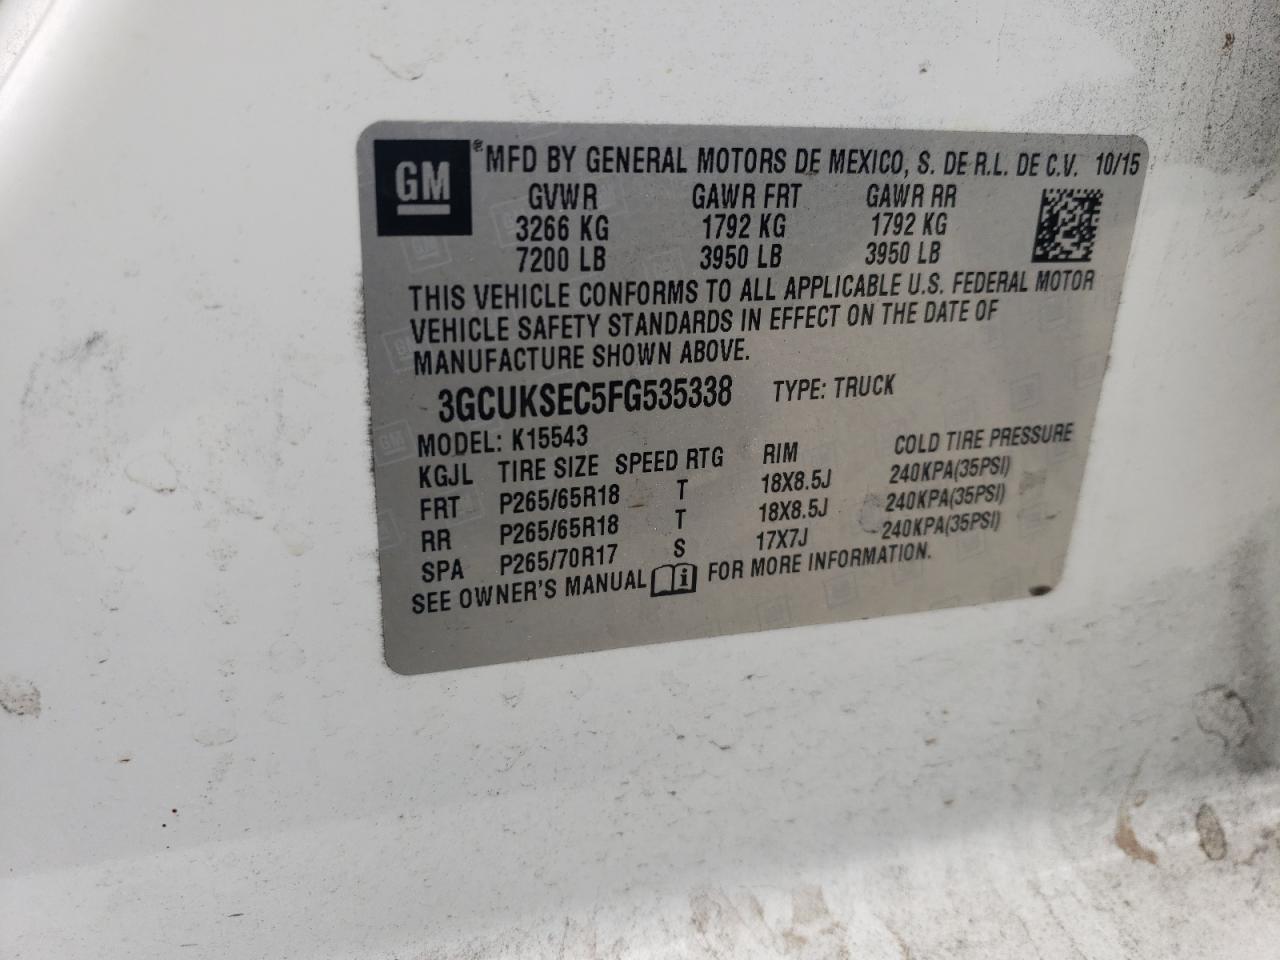 GM ® MFD BY GENERAL MOTORS DE MEXICO, S. DE R.L. DE C.V. 10/15
GVWR GAWR FRT GAWR RR
3266 KG 1792 KG 1792 KG
7200 LB 3950 LB 3950 LB
THIS VEHICLE CONFORMS TO ALL APPLICABLE U.S. FEDERAL MOTOR
VEHICLE SAFETY STANDARDS IN EFFECT ON THE DATE OF
MANUFACTURE SHOWN ABOVE.
3GCUKSEC5FG535338 TYPE: TRUCK
MODEL: K15543
KGJL TIRE SIZE SPEED RTG RIM COLD TIRE PRESSURE
FRT P265/65R18 T 18X8.5J 240KPA(35PSI)
RR P265/65R18 T 18X8.5J 240KPA(35PSI)
SPA P265/70R17 S 17X7J 240KPA(35PSI)
SEE OWNER'S MANUAL i FOR MORE INFORMATION.